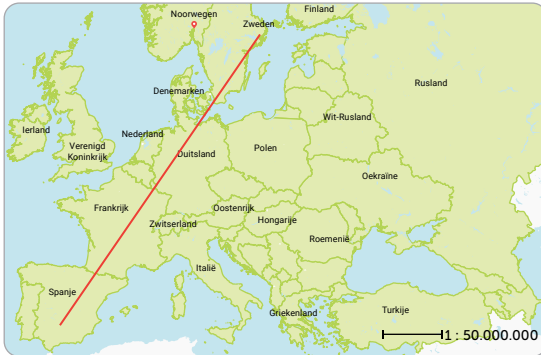 Finland
Noorwegen
Zweden
Rusland
Denemarken
Wit-Rusland
Ierland
Nederland
Verenigd
Koninkrijk
Duitsland
Polen
Oekraïne
Frankrijk
Oostenrijk
Zwitserland
Hongarije
Roemenië
Italië
Spanje
Griekenland
Turkije
1 : 50.000.000